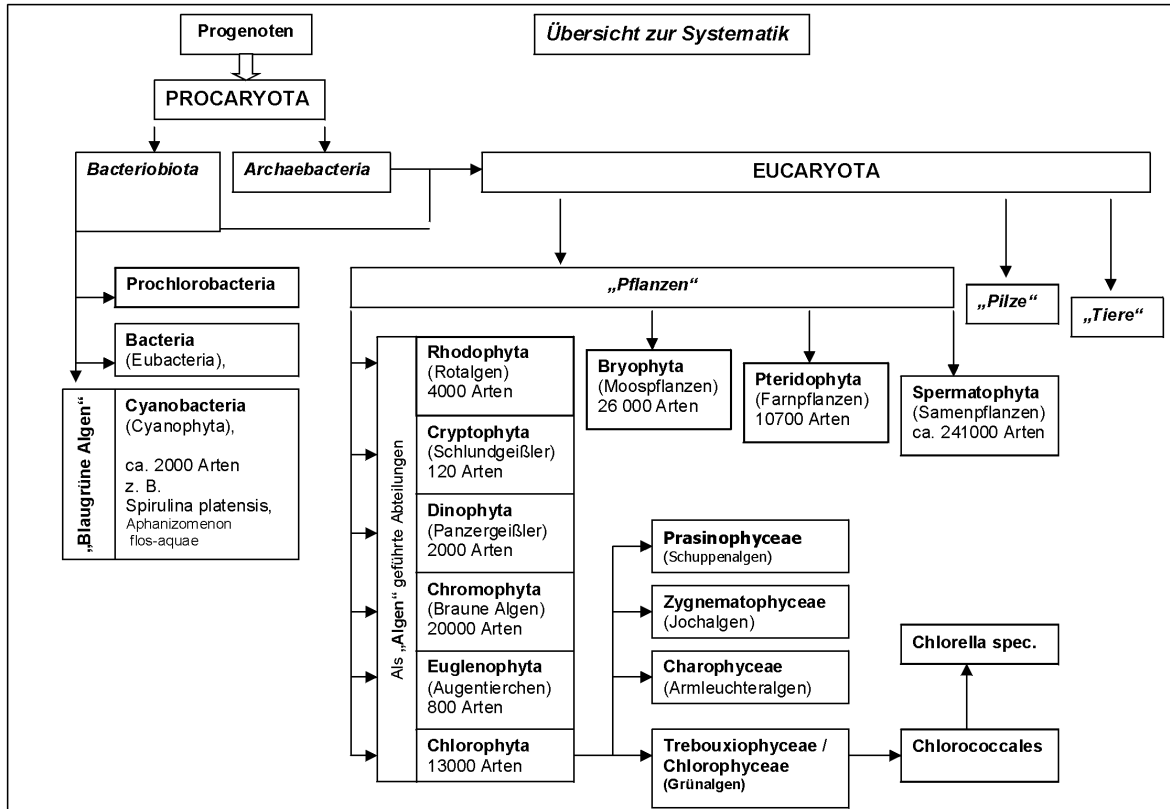 Progenoten
Übersicht zur Systematik
PROCARYOTA
Bacteriobiota
Archaebacteria
EUCARYOTA
Prochlorobacteria
Bacteria
(Eubacteria),
„Blaugrüne Algen“
Cyanobacteria
(Cyanophyta),
ca. 2000 Arten
z. B.
Spirulina platensis,
Aphanizomenon
flos-aquae
„Pflanzen“
„Pilze“
„Tiere“
Als „Algen“ geführte Abteilungen
Rhodophyta
(Rotalgen)
4000 Arten
Cryptophyta
(Schlundgeißler)
120 Arten
Dinophyta
(Panzergeißler)
2000 Arten
Chromophyta
(Braune Algen)
20000 Arten
Euglenophyta
(Augentierchen)
800 Arten
Chlorophyta
13000 Arten
Bryophyta
(Moospflanzen)
26 000 Arten
Pteridophyta
(Farnpflanzen)
10700 Arten
Spermatophyta
(Samenpflanzen)
ca. 241000 Arten
Prasinophyceae
(Schuppenalgen)
Zygnematophyceae
(Jochalgen)
Charophyceae
(Armleuchteralgen)
Trebouxiophyceae /
Chlorophyceae
(Grünalgen)
Chlorella spec.
Chlorococcales